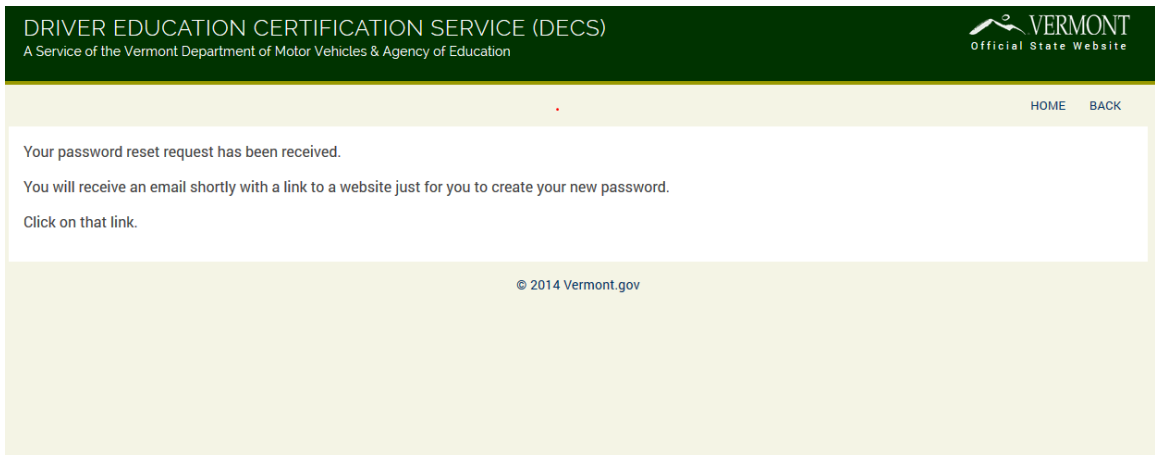 DRIVER EDUCATION CERTIFICATION SERVICE (DECS)
A Service of the Vermont Department of Motor Vehicles & Agency of Education
VERMONT
Official State Website
HOME BACK
Your password reset request has been received.
You will receive an email shortly with a link to a website just for you to create your new password.
Click on that link.
© 2014 Vermont.gov